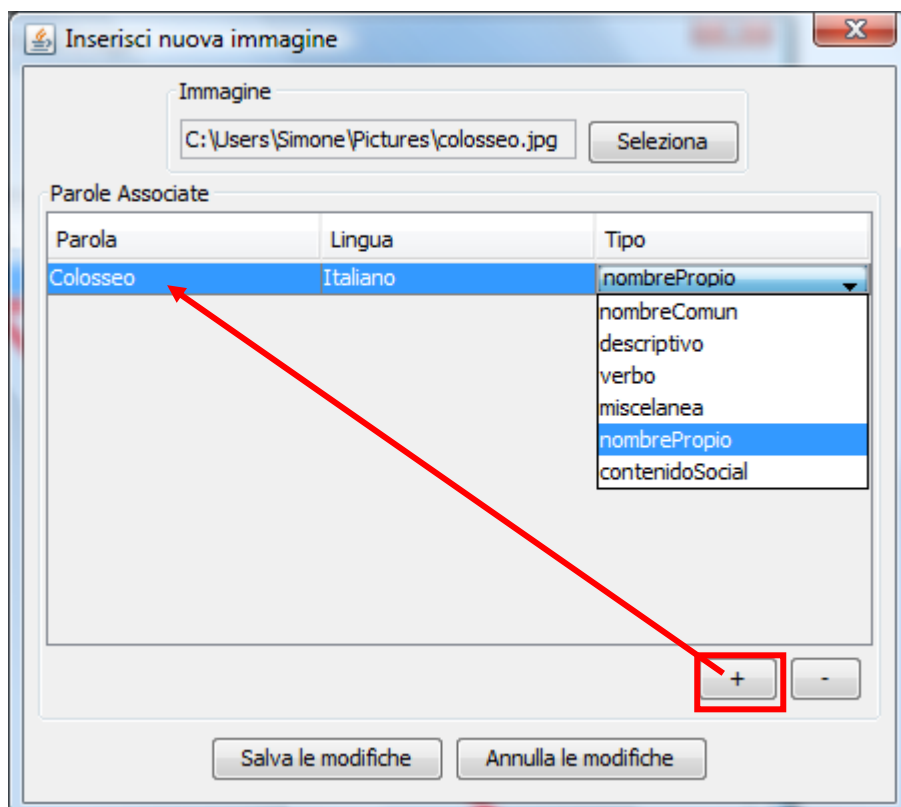 Inserisci nuova immagine
Immagine
C:\Users\Simone\Pictures\colosseo.jpg Seleziona
Parole Associate
Parola Lingua Tipo
Colosseo Italiano nombrePropio
nombreComun
descriptivo
verbo
miscelanea
nombrePropio
contenidoSocial
+ -
Salva le modifiche Annulla le modifiche